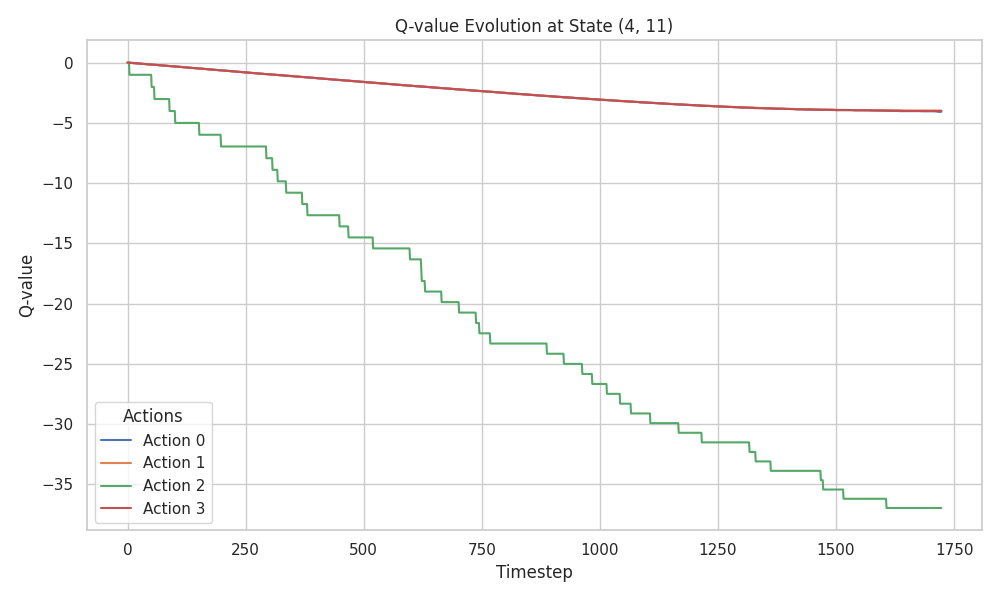 Q-value Evolution at State (4, 11)
0
−5
−10
−15
−20
−25
−30
−35
Q-value
Actions
Action 0
Action 1
Action 2
Action 3
0 250 500 750 1000 1250 1500 1750
Timestep